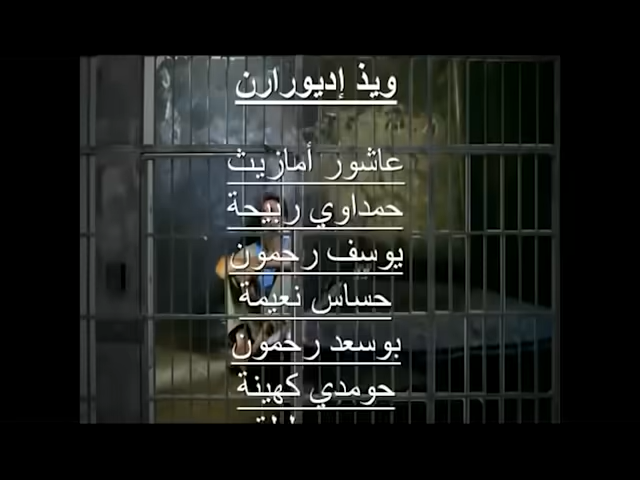 ويذ إديورارن
عاشور أمازيث
حمداوي ربيحة
يوسف رحمون
حساس نعيمة
بوسعد رحمون
حومدي كهينة